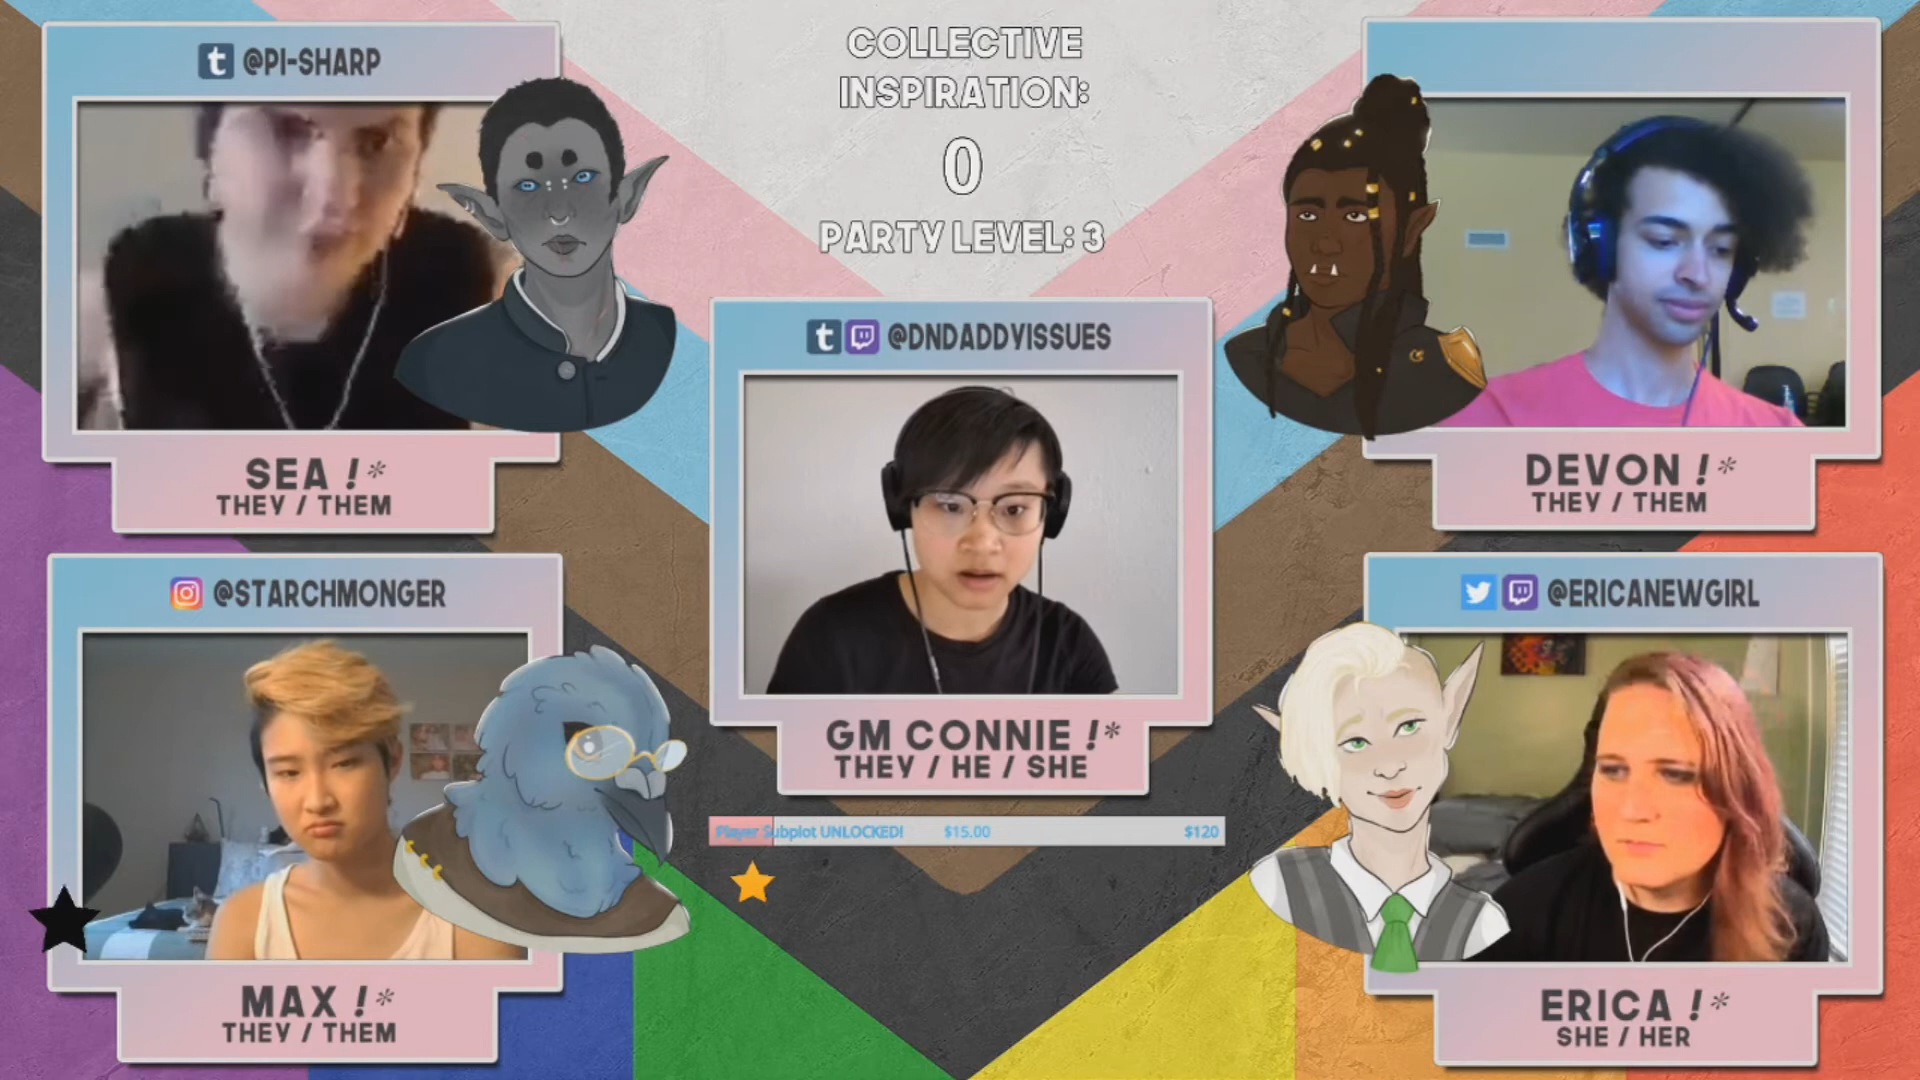 COLLECTIVE
INSPIRATION:
0
PARTY LEVEL: 3
t @PI-SHARP
SEA !*
THEY / THEM
DEVON !*
THEY / THEM
t @DNDADDYISSUES
GM CONNIE !*
THEY / HE / SHE
Player Subplot UNLOCKED! $15.00 $120
@STARCHMONGER
MAX !*
THEY / THEM
@ERICANEWGIRL
ERICA !*
SHE / HER